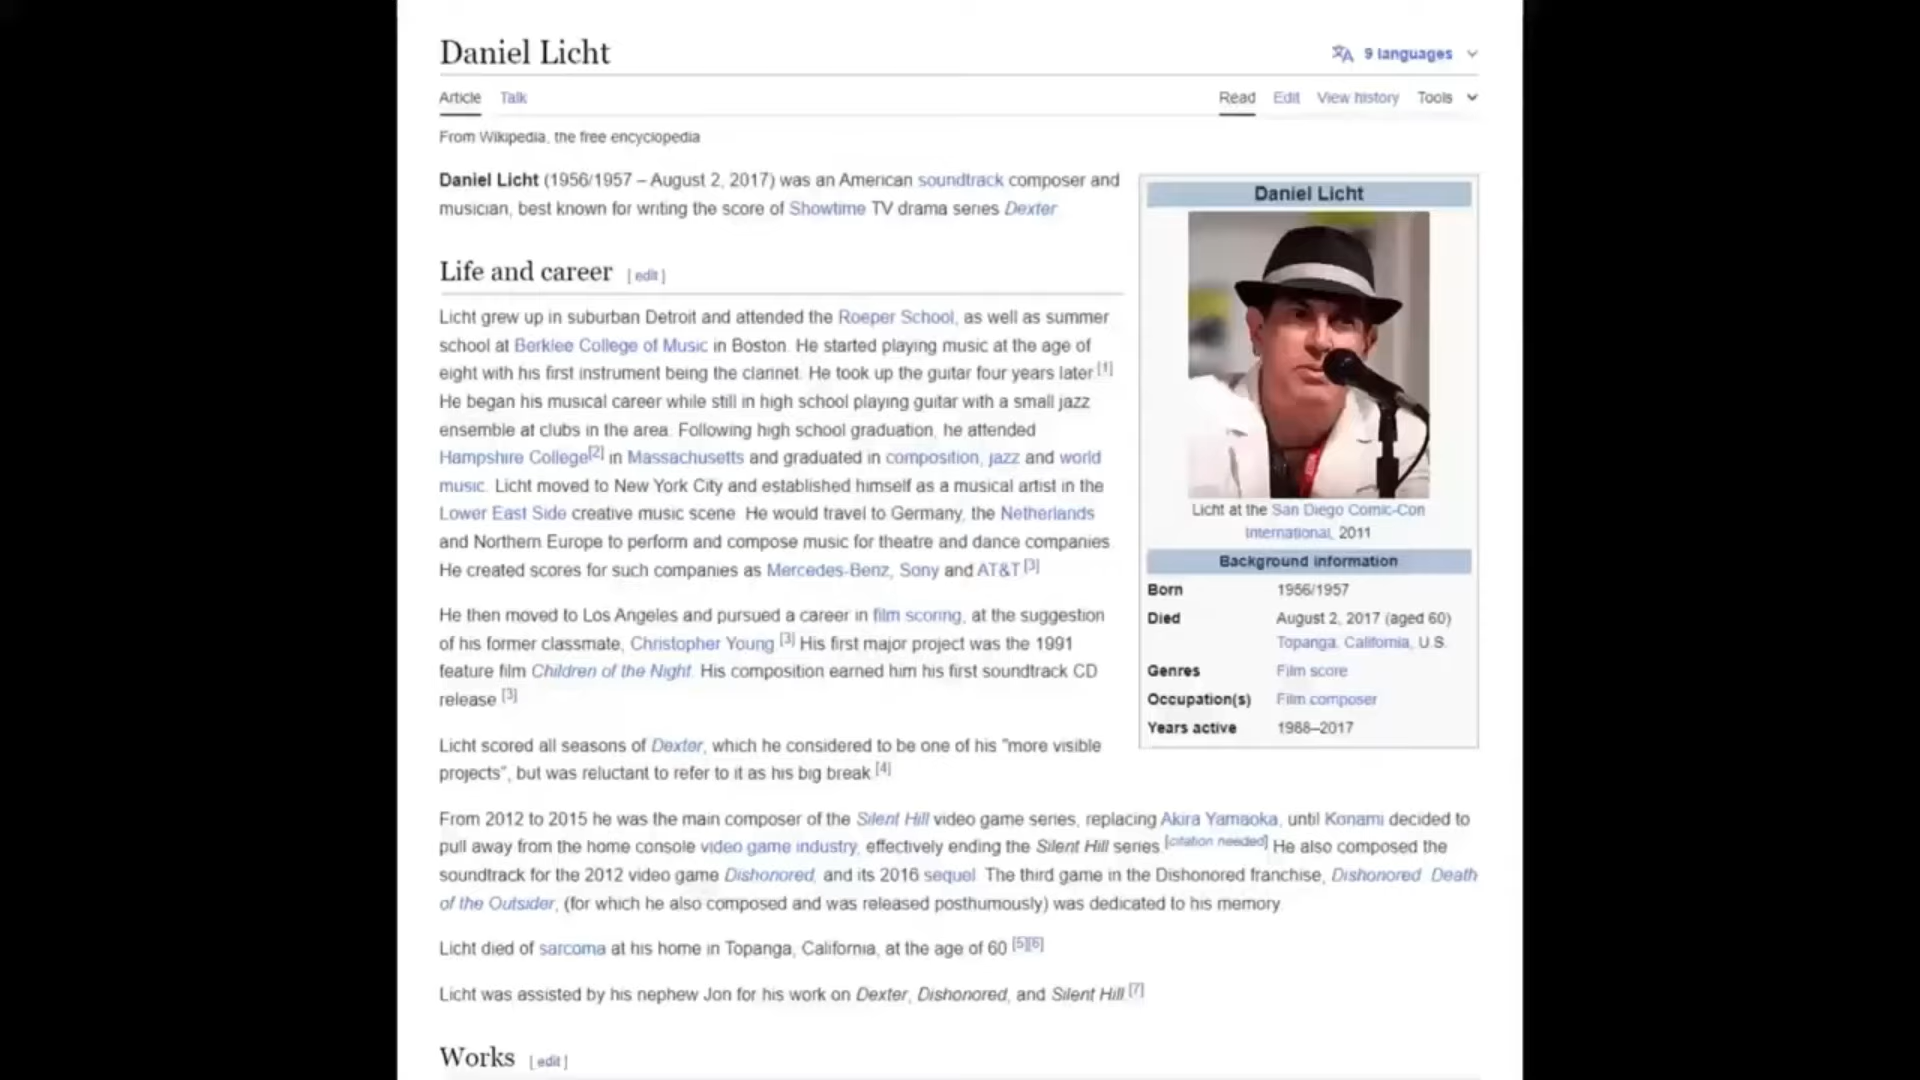 Daniel Licht
9 languages
Article Talk
Read Edit View history Tools
From Wikipedia, the free encyclopedia
Daniel Licht (1956/1957 – August 2, 2017) was an American soundtrack composer and
musician, best known for writing the score of Showtime TV drama series Dexter
Life and career [ edit ]
Licht grew up in suburban Detroit and attended the Roeper School, as well as summer
school at Berklee College of Music in Boston. He started playing music at the age of
eight with his first instrument being the clarinet. He took up the guitar four years later.[1]
He began his musical career while still in high school playing guitar with a small jazz
ensemble at clubs in the area. Following high school graduation, he attended
Hampshire College[2] in Massachusetts and graduated in composition, jazz and world
music. Licht moved to New York City and established himself as a musical artist in the
Lower East Side creative music scene. He would travel to Germany, the Netherlands
and Northern Europe to perform and compose music for theatre and dance companies.
He created scores for such companies as Mercedes-Benz, Sony and AT&T.[3]
He then moved to Los Angeles and pursued a career in film scoring, at the suggestion
of his former classmate, Christopher Young.[3] His first major project was the 1991
feature film Children of the Night. His composition earned him his first soundtrack CD
release.[3]
Licht scored all seasons of Dexter, which he considered to be one of his "more visible
projects", but was reluctant to refer to it as his big break.[4]
From 2012 to 2015 he was the main composer of the Silent Hill video game series, replacing Akira Yamaoka, until Konami decided to
pull away from the home console video game industry, effectively ending the Silent Hill series.[citation needed] He also composed the
soundtrack for the 2012 video game Dishonored, and its 2016 sequel. The third game in the Dishonored franchise, Dishonored: Death
of the Outsider, (for which he also composed and was released posthumously) was dedicated to his memory.
Licht died of sarcoma at his home in Topanga, California, at the age of 60.[5][6]
Licht was assisted by his nephew Jon for his work on Dexter, Dishonored, and Silent Hill.[7]
Works [ edit ]
Daniel Licht
Licht at the San Diego Comic-Con
International, 2011
Background information
Born 1956/1957
Died August 2, 2017 (aged 60)
Topanga, California, U.S.
Genres Film score
Occupation(s) Film composer
Years active 1988–2017